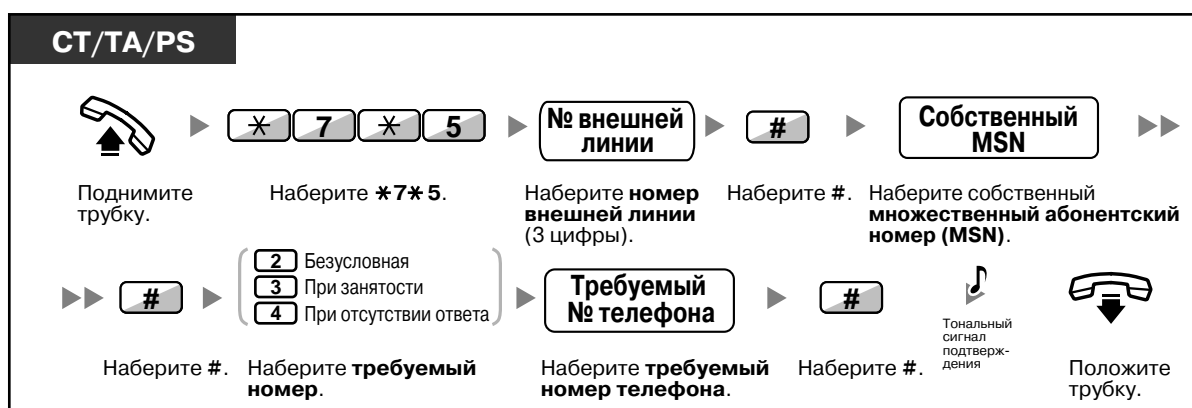 CT/TA/PS
✳ 7 ✳ 5
№ внешней
линии
#
Собственный
MSN
Поднимите
трубку.
Наберите ✳7✳5.
Наберите номер
внешней линии
(3 цифры).
Наберите #.
Наберите собственный
множественный абонентский
номер (MSN).
#
2 Безусловная
3 При занятости
4 При отсутствии ответа
Требуемый
№ телефона
#
Тональный
сигнал
подтверж-
дения
Наберите #.
Наберите требуемый
номер.
Наберите требуемый
номер телефона.
Наберите #.
Положите
трубку.